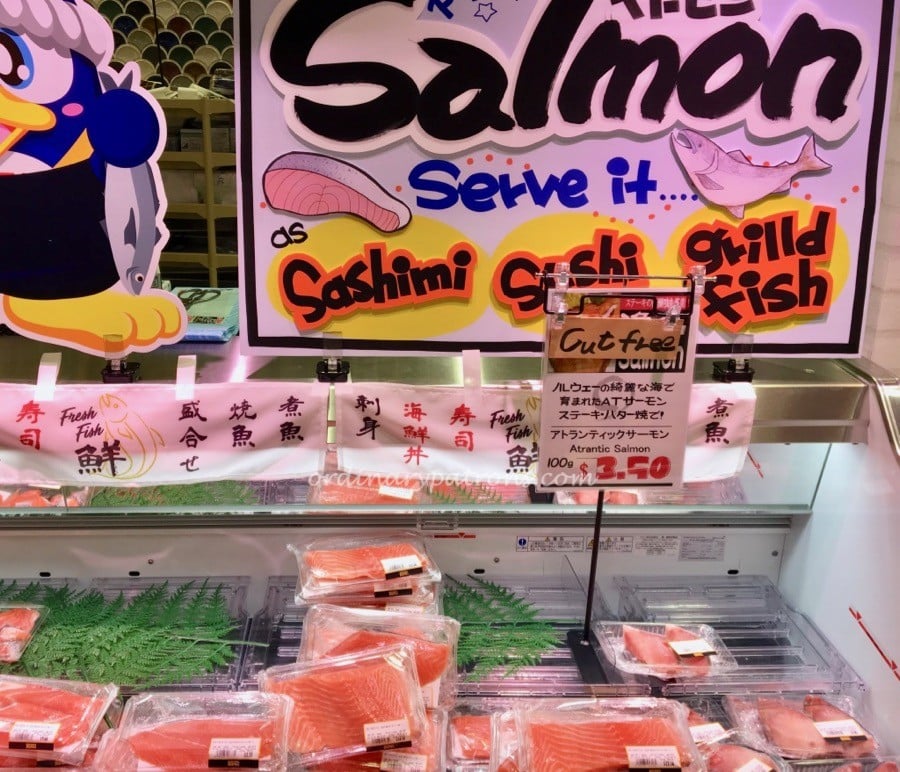 Salmon
Serve it....
as
Sashimi
Sushi
grilld
fish
Cut free
Salmon
ノルウェーの綺麗な海で
育まれたATサーモン
ステーキ・バター焼で!
アトランティックサーモン
Atrantic Salmon
100g $3.50
寿司
Fresh
Fish
鮮
盛合せ
焼魚
煮魚
刺身
海鮮丼
寿司
Fresh
Fish
鮮
煮魚
ordinarypatrons.com